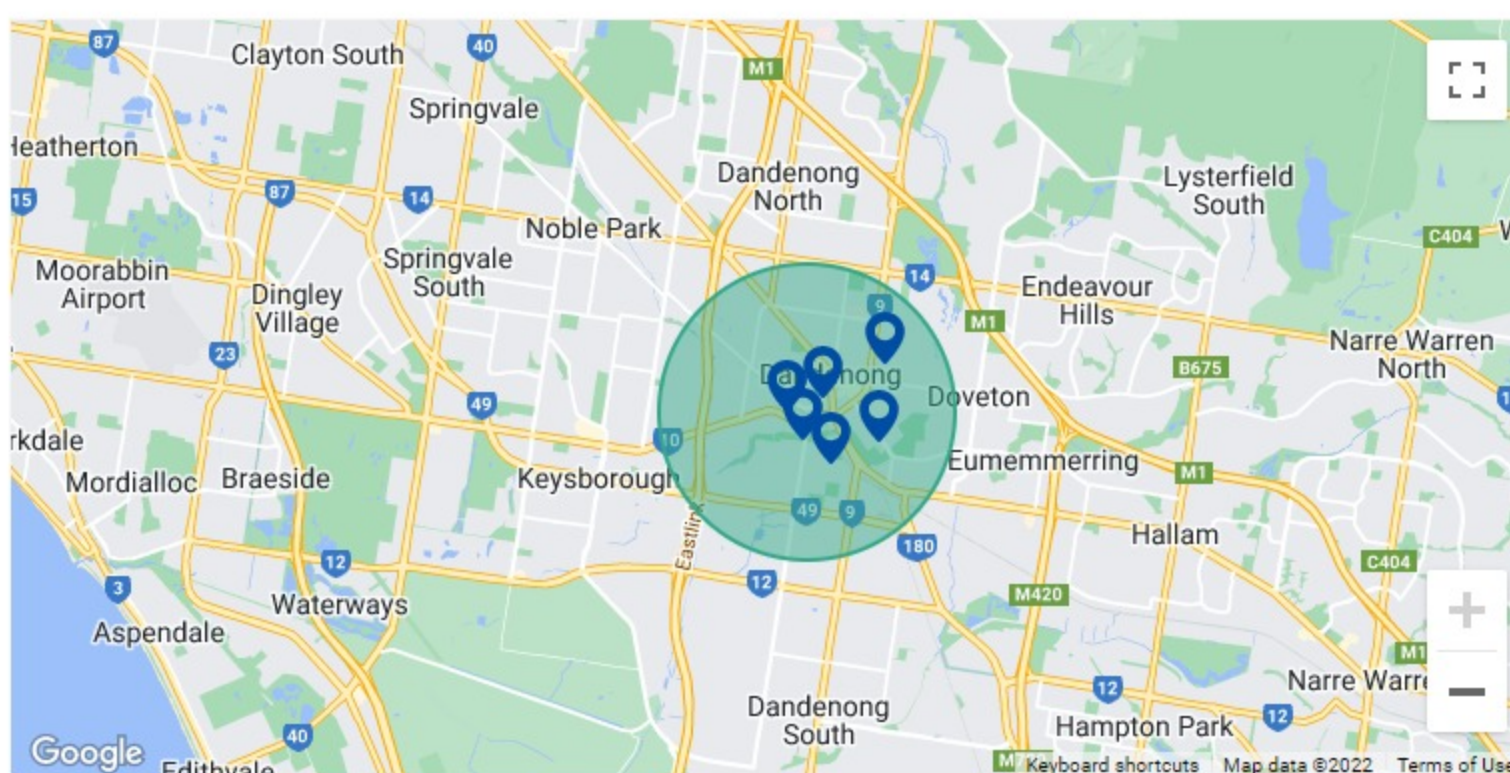 87
Clayton South
40
M1
Springvale
Heatherton
Dandenong
North
Lysterfield
South
15
87
14
Noble Park
C404
Moorabbin
Airport
Springvale
South
Dingley
Village
14
9
Endeavour
Hills
M1
Narre Warren
North
23
B675
Dandenong
Doveton
49
10
rkdale
Mordialloc
Braeside
Keysborough
Eumemmerring
M1
49
9
Eastlink
Hallam
180
12
12
C404
3
M420
Waterways
Aspendale
M1
Narre Warre
12
12
Dandenong
South
Hampton Park
40
Google
Edithvale
Keyboard shortcuts
Map data ©2022
Terms of Use